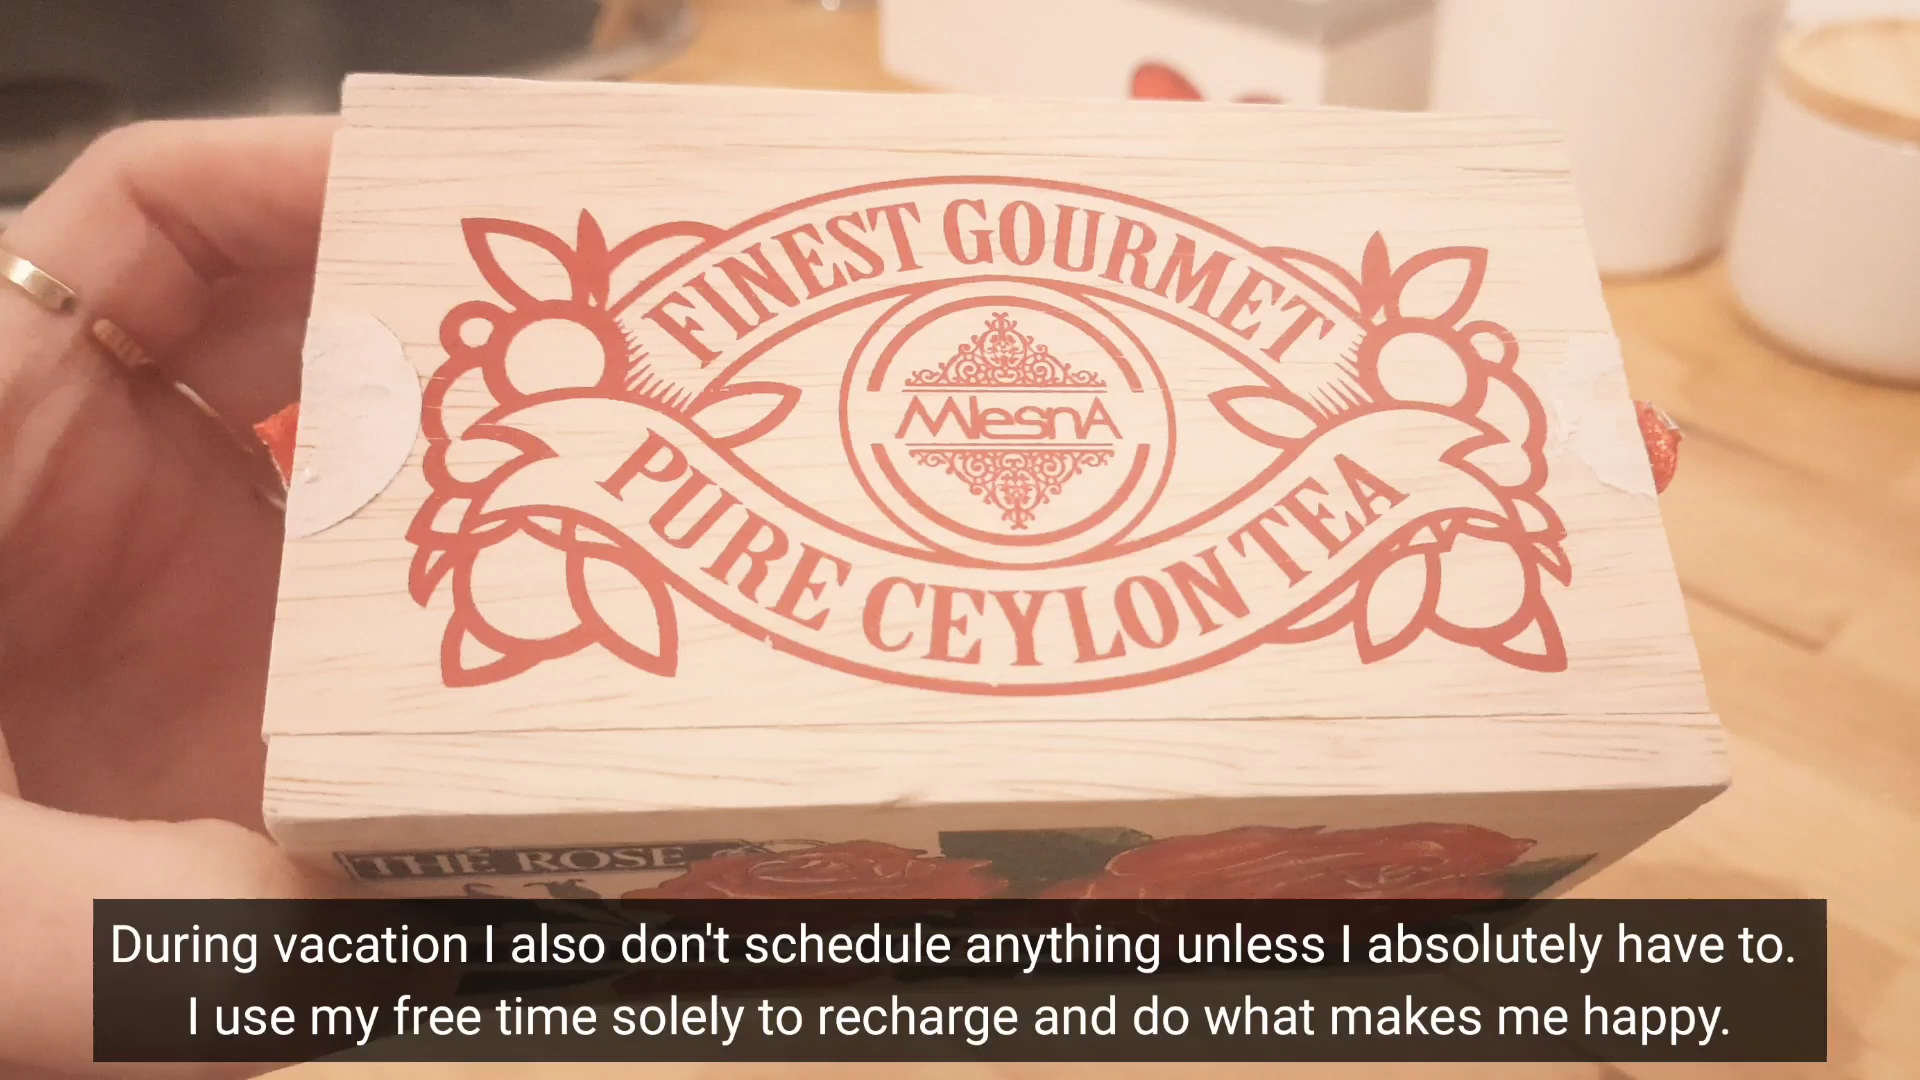 FINEST GOURMET
MlesnA
PURE CEYLON TEA
THE ROSE
During vacation I also don't schedule anything unless I absolutely have to.
I use my free time solely to recharge and do what makes me happy.